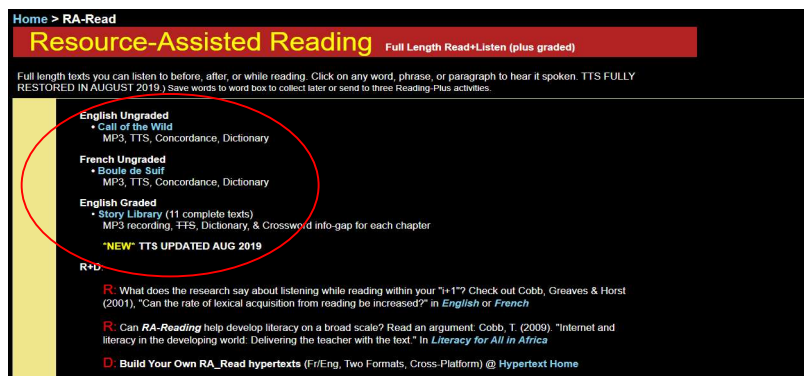 Home > RA-Read
Resource-Assisted Reading Full Length Read+Listen (plus graded)
Full length texts you can listen to before, after, or while reading. Click on any word, phrase, or paragraph to hear it spoken. TTS FULLY
RESTORED IN AUGUST 2019.) Save words to word box to collect later or send to three Reading-Plus activities.
English Ungraded
• Call of the Wild
MP3, TTS, Concordance, Dictionary
French Ungraded
• Boule de Suif
MP3, TTS, Concordance, Dictionary
English Graded
• Story Library (11 complete texts)
MP3 recording, TTS, Dictionary, & Crossword info-gap for each chapter
*NEW* TTS UPDATED AUG 2019
R+D:
R: What does the research say about listening while reading within your "i+1"? Check out Cobb, Greaves & Horst
(2001), "Can the rate of lexical acquisition from reading be increased?" in English or French
R: Can RA-Reading help develop literacy on a broad scale? Read an argument: Cobb, T. (2009). "Internet and
literacy in the developing world: Delivering the teacher with the text." In Literacy for All in Africa
D: Build Your Own RA_Read hypertexts (Fr/Eng, Two Formats, Cross-Platform) @ Hypertext Home